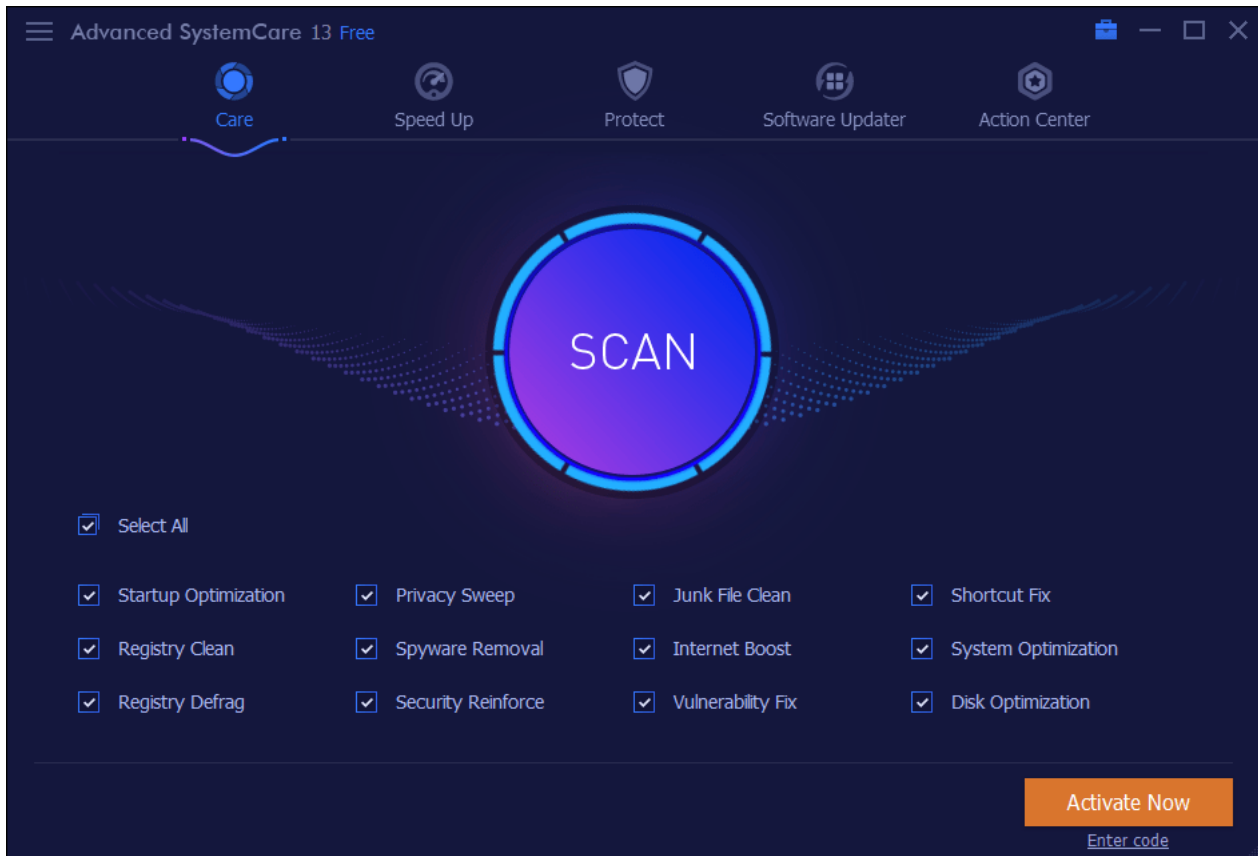 Advanced SystemCare 13 Free
Care Speed Up Protect Software Updater Action Center
SCAN
Select All
Startup Optimization Privacy Sweep Junk File Clean Shortcut Fix
Registry Clean Spyware Removal Internet Boost System Optimization
Registry Defrag Security Reinforce Vulnerability Fix Disk Optimization
Activate Now
Enter code